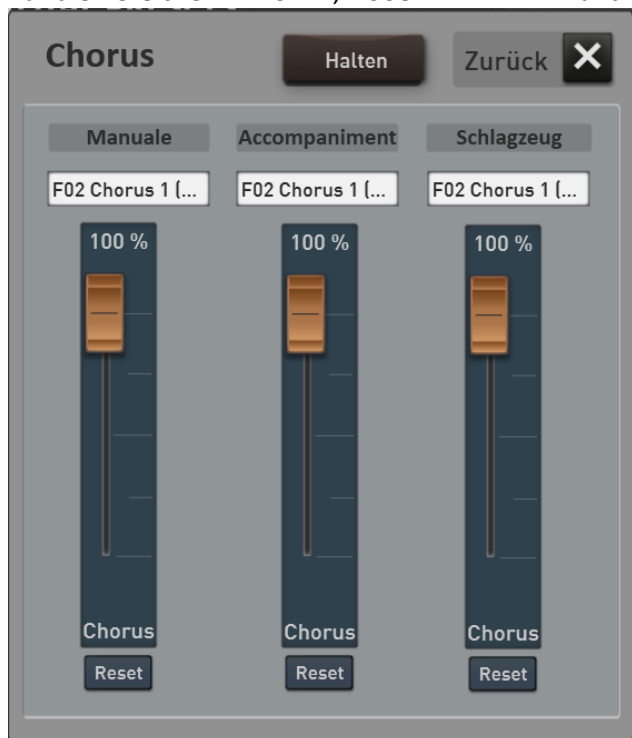 Chorus
Halten
Zurück
Manuale
Accompaniment
Schlagzeug
F02 Chorus 1 (...
F02 Chorus 1 (...
F02 Chorus 1 (...
100 %
100 %
100 %
Chorus
Chorus
Chorus
Reset
Reset
Reset